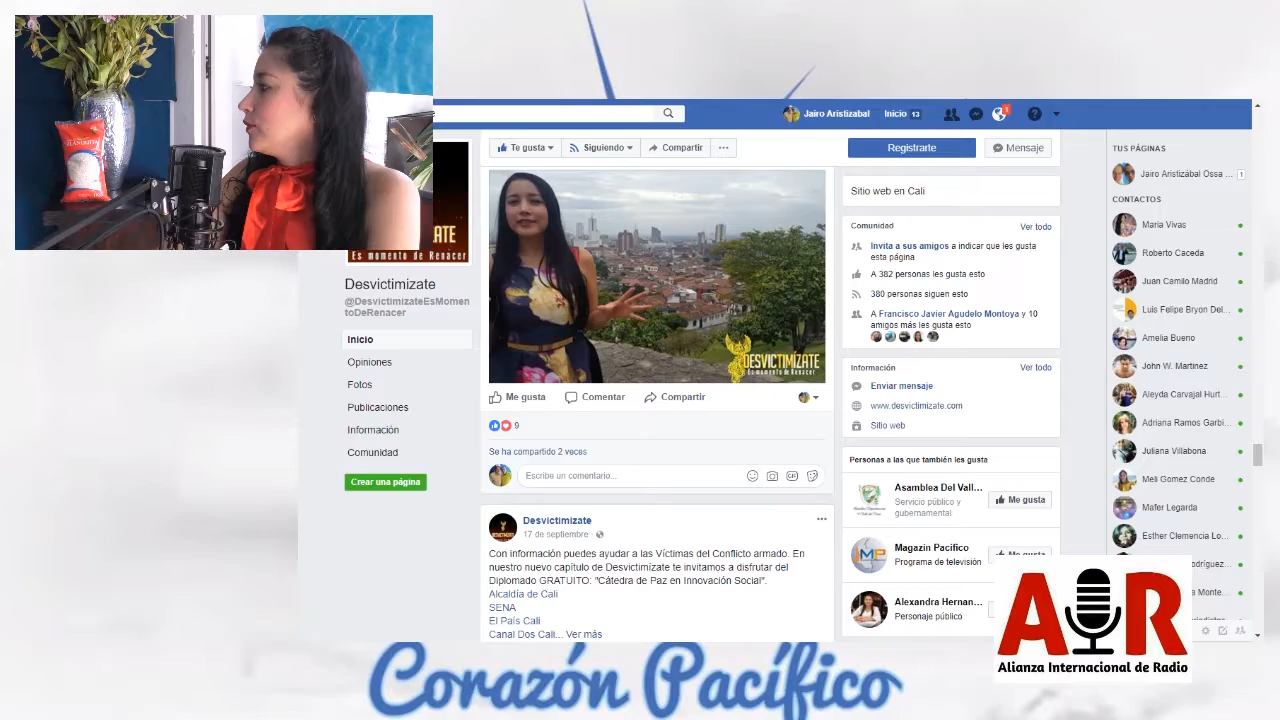 Jairo Aristizabal
Inicio 13
1
Te gusta
Siguiendo
Compartir
Registrarte
Mensaje
Es momento de Renacer
Desvictimizate
@DesvictimizateEsMomen
toDeRenacer
Inicio
Opiniones
Fotos
Publicaciones
Información
Comunidad
Crear una página
DESVICTIMÍZATE
Es momento de Renacer
Me gusta
Comentar
Compartir
9
Se ha compartido 2 veces
Escribe un comentario...
Desvictimizate
17 de septiembre
Con información puedes ayudar a las Víctimas del Conflicto armado. En
nuestro nuevo capítulo de Desvictimízate te invitamos a disfrutar del
Diplomado GRATUITO: "Cátedra de Paz en Innovación Social".
Alcaldía de Cali
SENA
El País Cali
Canal Dos Cali... Ver más
Sitio web en Cali
Comunidad
Ver todo
Invita a sus amigos a indicar que les gusta
esta página
A 382 personas les gusta esto
380 personas siguen esto
A Francisco Javier Agudelo Montoya y 10
amigos más les gusta esto
Información
Ver todo
Enviar mensaje
www.desvictimizate.com
Sitio web
Personas a las que también les gusta
Asamblea Del Vall...
Servicio público y
gubernamental
Me gusta
Magazin Pacífico
Programa de televisión
Me gusta
Alexandra Hernan...
Personaje público
TUS PÁGINAS
Jairo Aristizábal Ossa ... 1
CONTACTOS
Maria Vivas
Roberto Caceda
Juan Camilo Madrid
Luis Felipe Bryon Del...
Amelia Bueno
John W. Martinez
Aleyda Carvajal Hurt...
Adriana Ramos Garbi...
Juliana Villabona
Meli Gomez Conde
Mafer Legarda
Esther Clemencia Lo...
AIR
Alianza Internacional de Radio
Corazón Pacífico